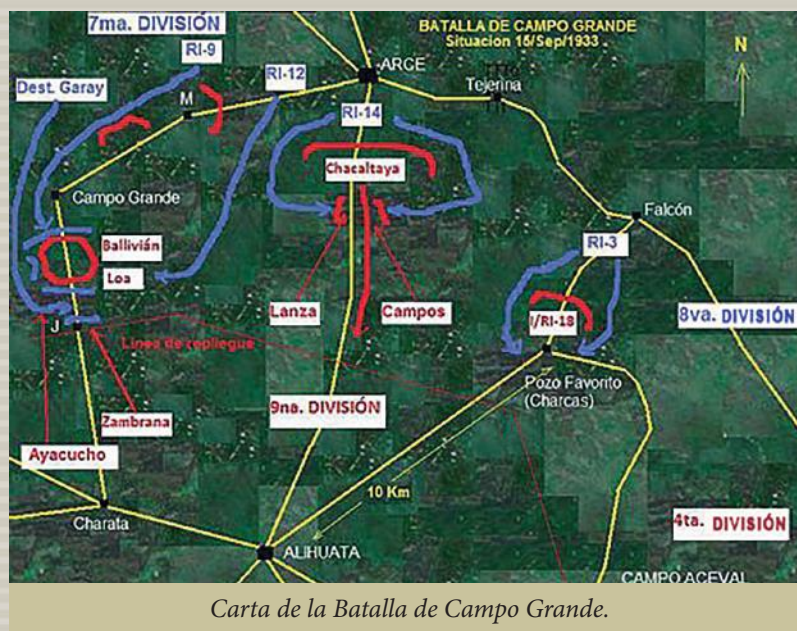 7ma. DIVISIÓN
BATALLA DE CAMPO GRANDE
Situacion 15/Sep/1933
N
RI-9
RI-12
ARCE
Dest. Garay
Tejerina
M
RI-14
Chacaltaya
Campo Grande
Falcón
RI-3
Ballivián
Loa
Lanza
Campos
I/RI-18
8va. DIVISIÓN
J
Línea de repliegue
Pozo Favorito
(Charcas)
Zambrana
9na. DIVISIÓN
Ayacucho
10 Km
Charata
4ta. DIVISIÓN
ALIHUATA
CAMPO ACEVAL
Carta de la Batalla de Campo Grande.